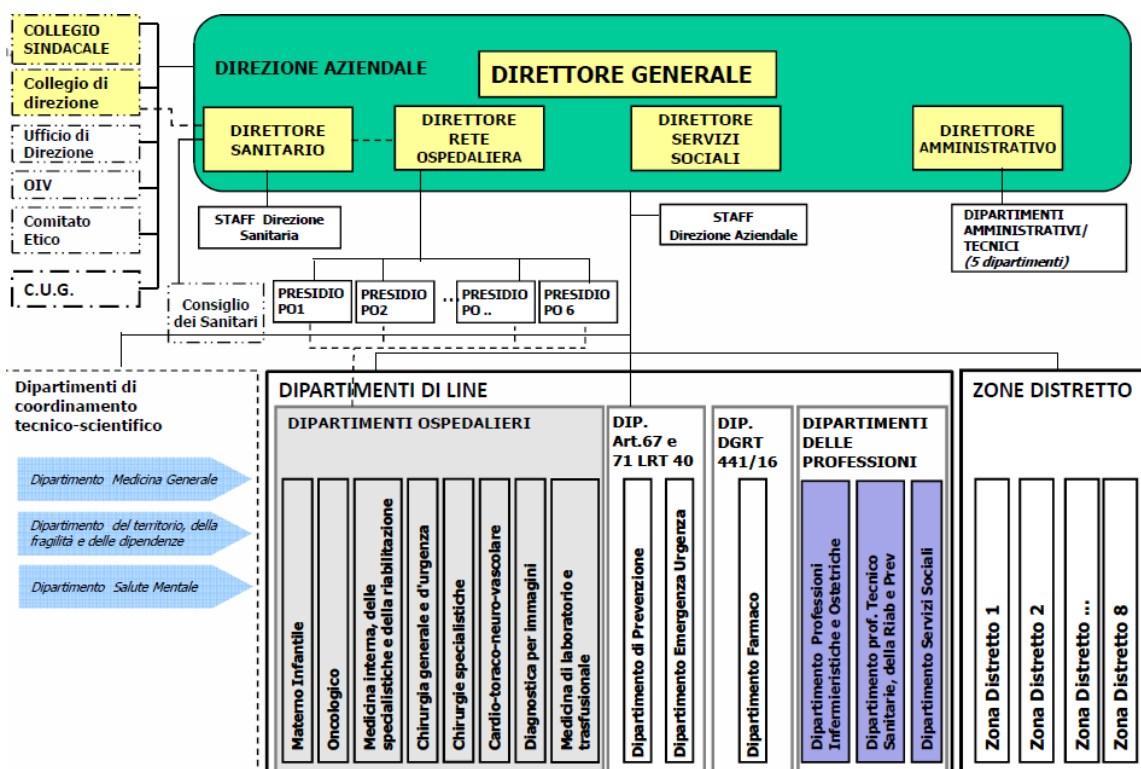 COLLEGIO
SINDACALE
Collegio di
direzione
Ufficio di
Direzione
OIV
Comitato
Etico
C.U.G.
DIREZIONE AZIENDALE
DIRETTORE GENERALE
DIRETTORE
SANITARIO
DIRETTORE
RETE
OSPEDALIERA
DIRETTORE
SERVIZI
SOCIALI
DIRETTORE
AMMINISTRATIVO
STAFF Direzione
Sanitaria
STAFF
Direzione Aziendale
DIPARTIMENTI
AMMINISTRATIVI/
TECNICI
(5 dipartimenti)
Consiglio
dei Sanitari
PRESIDIO
PO1
PRESIDIO
PO2
...
PRESIDIO
PO ..
PRESIDIO
PO 6
Dipartimenti di
coordinamento
tecnico-scientifico
Dipartimento Medicina Generale
Dipartimento del territorio, della
fragilità e delle dipendenze
Dipartimento Salute Mentale
DIPARTIMENTI DI LINE
DIPARTIMENTI OSPEDALIERI
Materno Infantile
Oncologico
Medicina interna, delle
specialistiche e della riabilitazione
Chirurgia generale e d'urgenza
Chirurgie specialistiche
Cardio-toraco-neuro-vascolare
Diagnostica per immagini
Medicina di laboratorio e
trasfusionale
DIP.
Art.67 e
71 LRT 40
Dipartimento di Prevenzione
Dipartimento Emergenza Urgenza
DIP.
DGRT
441/16
Dipartimento Farmaco
DIPARTIMENTI
DELLE
PROFESSIONI
Dipartimento Professioni
Infermieristiche e Ostetriche
Dipartimento prof. Tecnico
Sanitarie, della Riab e Prev
Dipartimento Servizi Sociali
ZONE DISTRETTO
Zona Distretto 1
Zona Distretto 2
Zona Distretto ...
Zona Distretto 8